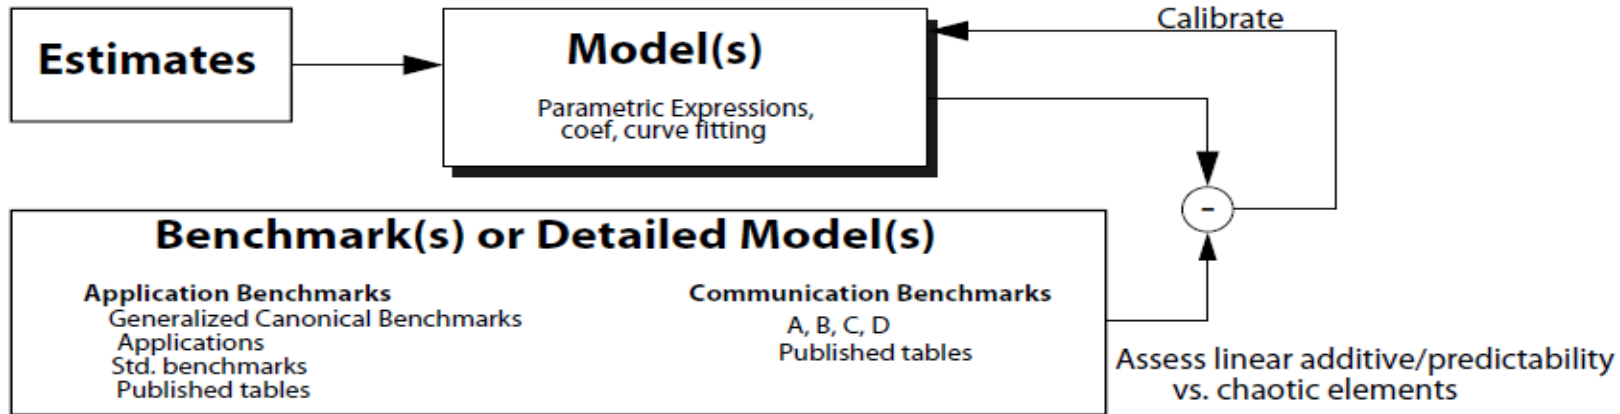 Estimates
Model(s)
Parametric Expressions,
coef, curve fitting
Calibrate
-
Benchmark(s) or Detailed Model(s)
Application Benchmarks
Generalized Canonical Benchmarks
Applications
Std. benchmarks
Published tables
Communication Benchmarks
A, B, C, D
Published tables
Assess linear additive/predictability
vs. chaotic elements